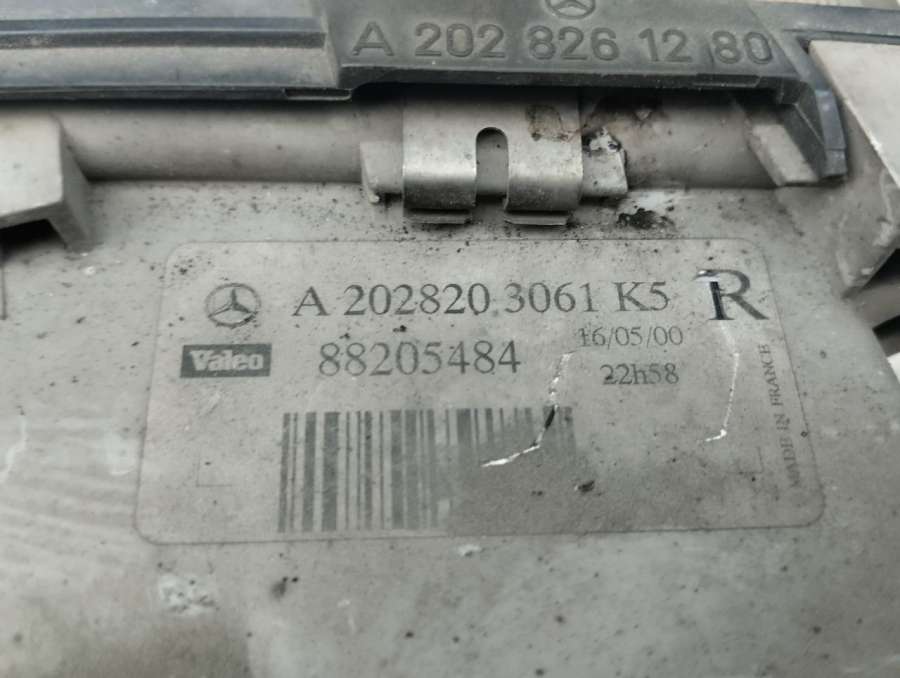 A 202 826 12 80
A 202820 3061 K5 R
Valeo 88205484 16/05/00
22h58
MADE IN FRANCE